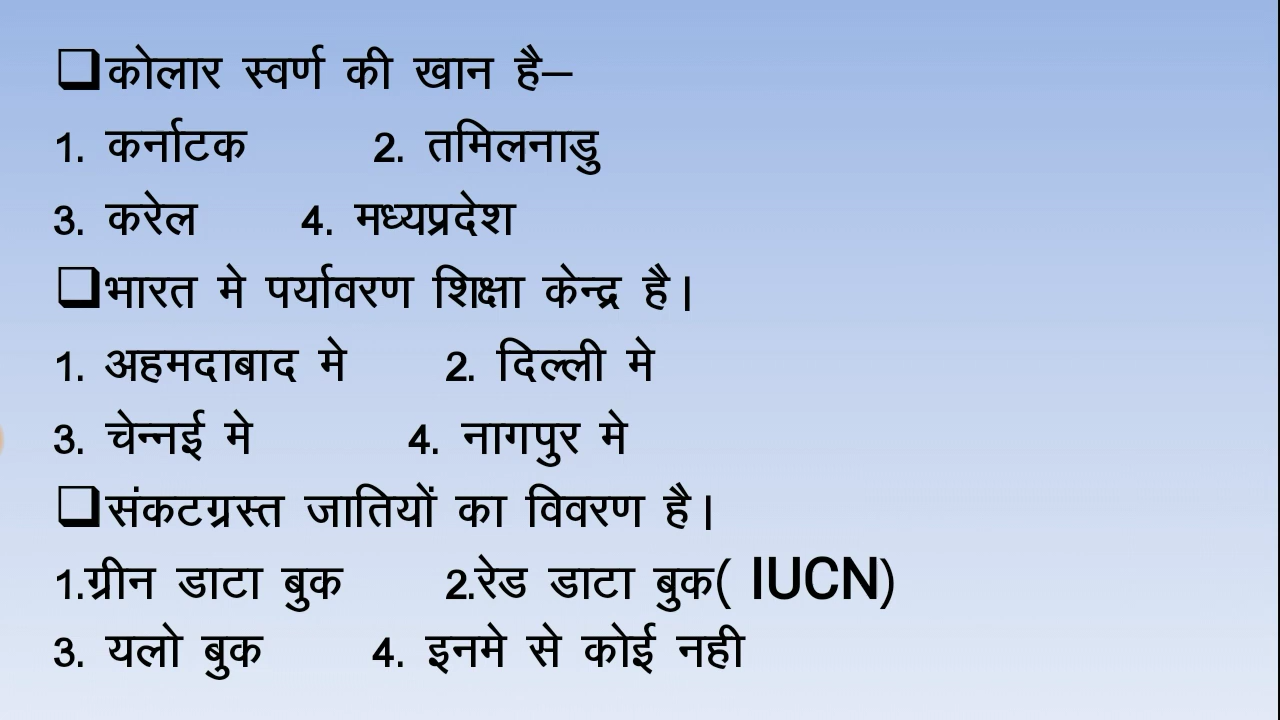 ❑कोलार स्वर्ण की खान है–
1. कर्नाटक 2. तमिलनाडु
3. करेल 4. मध्यप्रदेश
❑भारत मे पर्यावरण शिक्षा केन्द्र है।
1. अहमदाबाद मे 2. दिल्ली मे
3. चेन्नई मे 4. नागपुर मे
❑संकटग्रस्त जातियों का विवरण है।
1.ग्रीन डाटा बुक 2.रेड डाटा बुक( IUCN)
3. यलो बुक 4. इनमे से कोई नही